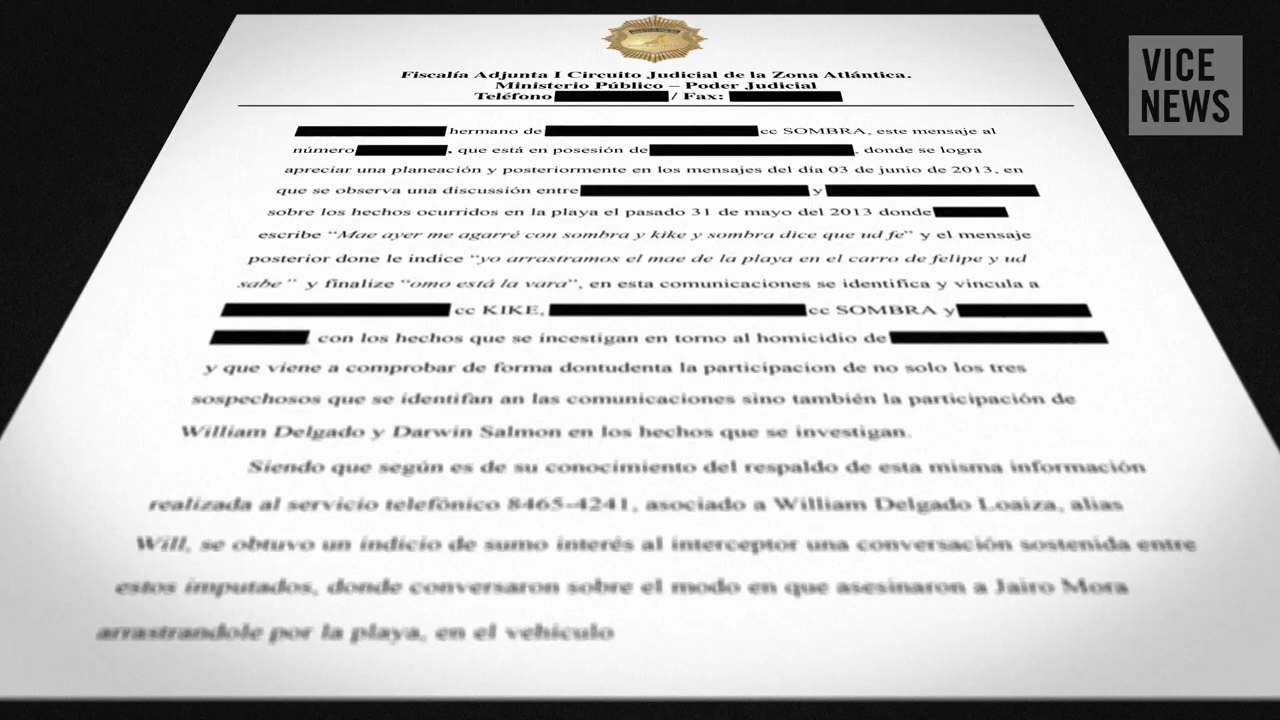 Fiscalía Adjunta I Circuito Judicial de la Zona Atlántica.
Ministerio Público – Poder Judicial
Teléfono / Fax:
VICE
NEWS
hermano de cc SOMBRA, este mensaje al
número , que está en posesión de , donde se logra
apreciar una planeación y posteriormente en los mensajes del día 03 de junio de 2013, en
que se observa una discusión entre y
sobre los hechos ocurridos en la playa el pasado 31 de mayo del 2013 donde
escribe “Mae ayer me agarré con sombra y kike y sombra dice que ud fe” y el mensaje
posterior done le indice “yo arrastramos el mae de la playa en el carro de felipe y ud
sabe” y finalize “omo está la vara”, en esta comunicaciones se identifica y vincula a
cc KIKE, cc SOMBRA y
, con los hechos que se incestigan en torno al homicidio de
y que viene a comprobar de forma dontudenta la participacion de no solo los tres
sospechosos que se identifan an las comunicaciones sino también la participación de
William Delgado y Darwin Salmon en los hechos que se investigan.
Siendo que según es de su conocimiento del respaldo de esta misma información
realizada al servicio telefónico 8465-4241, asociado a William Delgado Loaiza, alias
Will, se obtuvo un indicio de sumo interés al interceptor una conversación sostenida entre
estos imputados, donde conversaron sobre el modo en que asesinaron a Jairo Mora
arrastrandole por la playa, en el vehículo